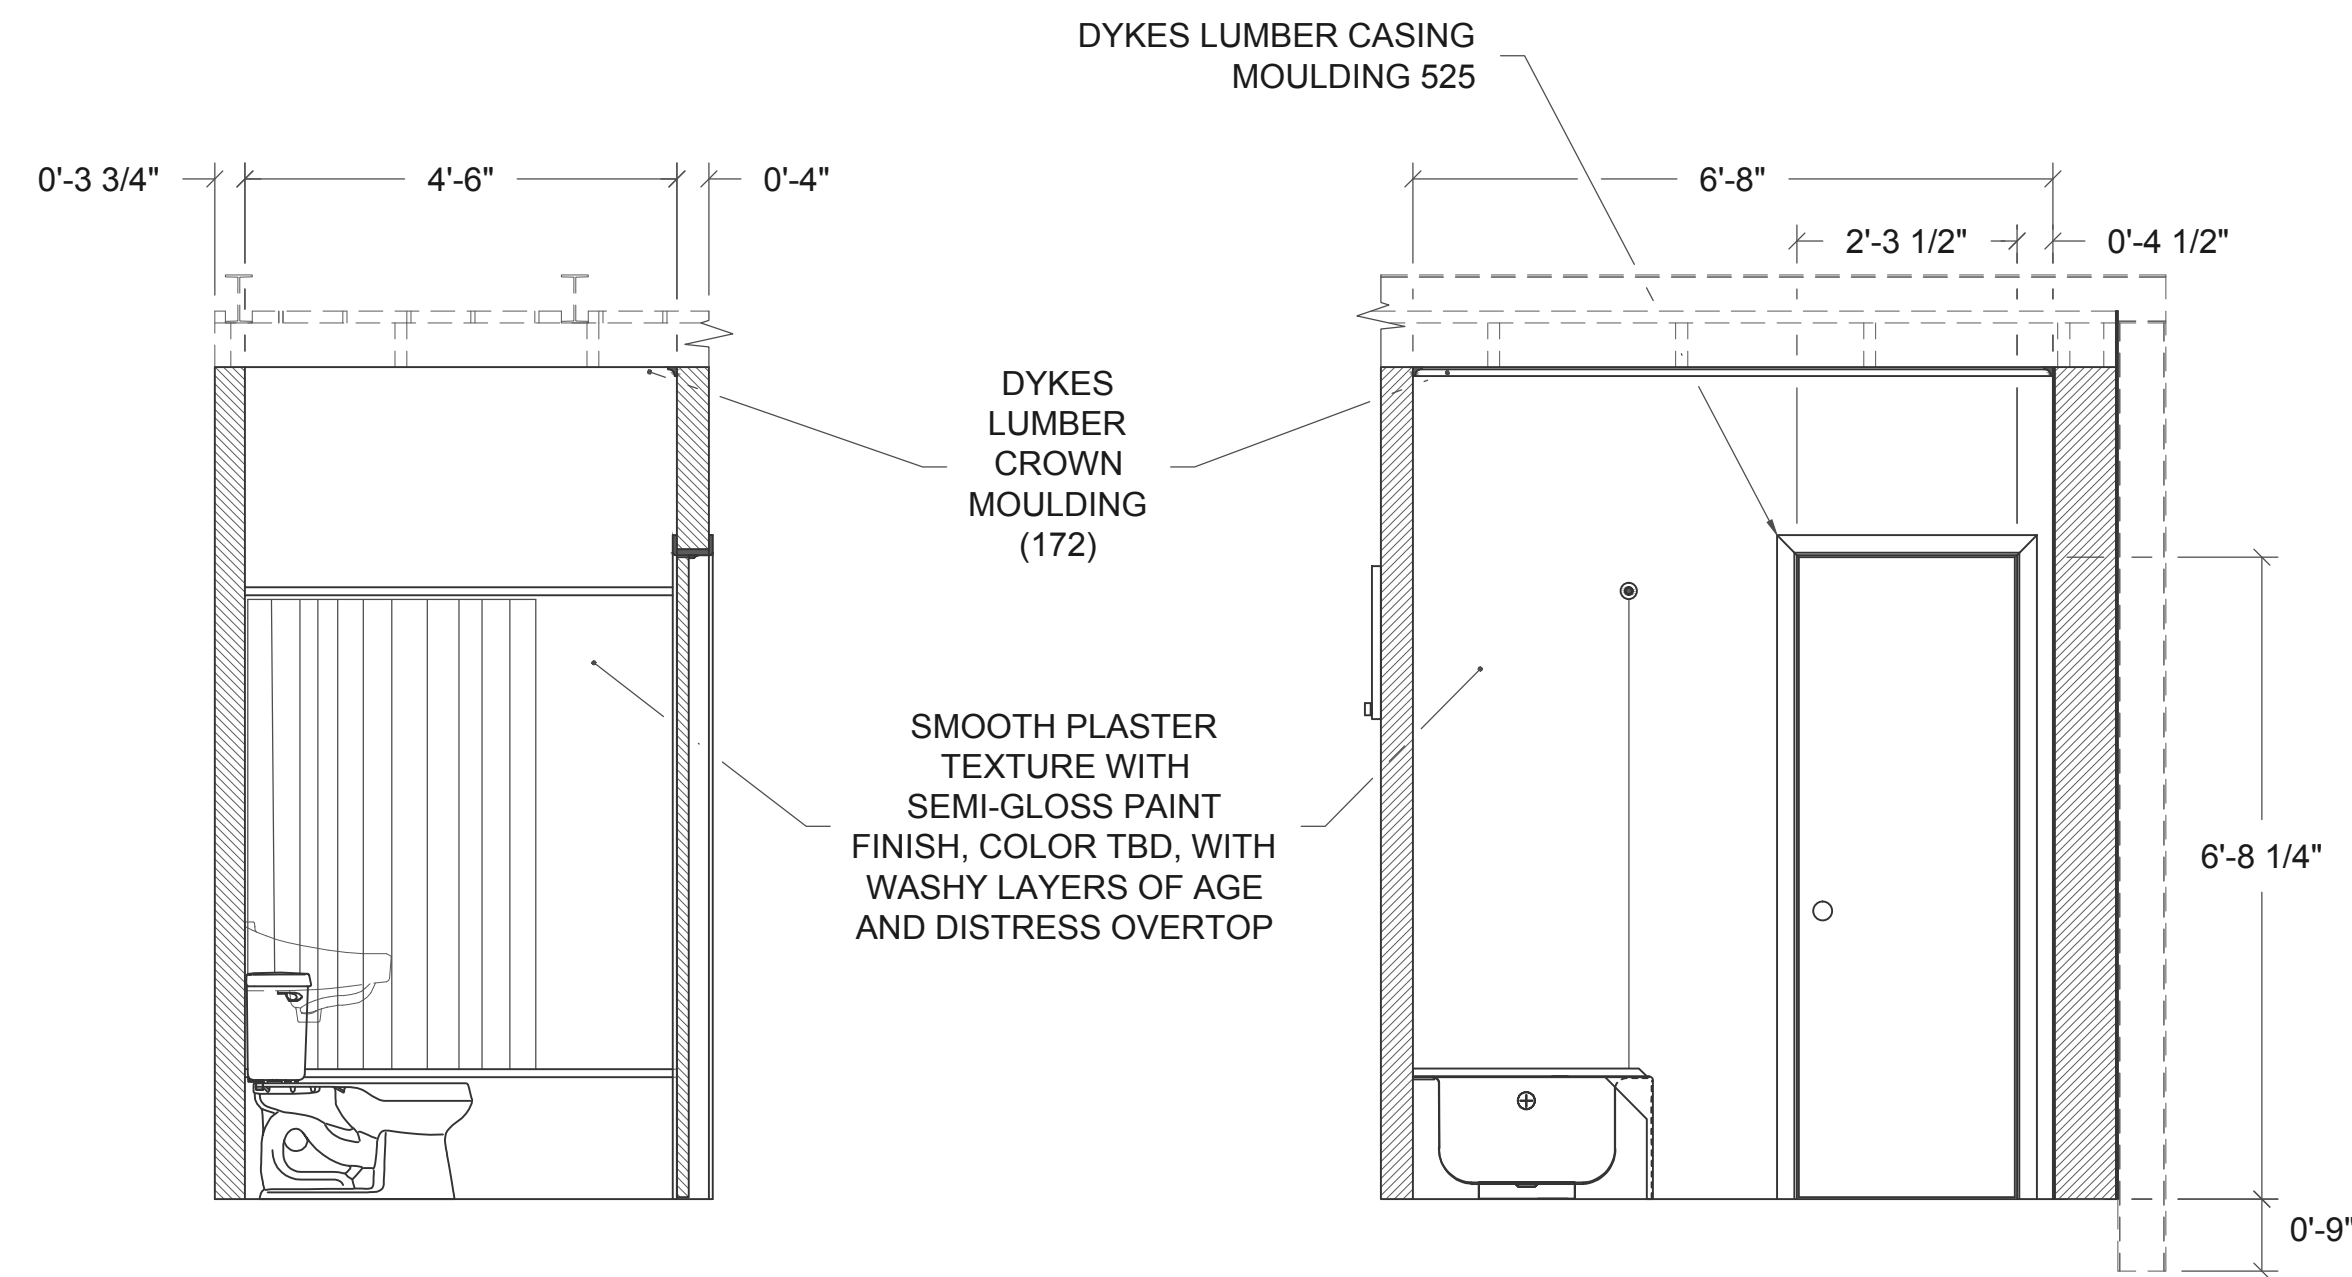 DYKES LUMBER CASING
MOULDING 525
0'-3 3/4"
4'-6"
0'-4"
6'-8"
2'-3 1/2"
0'-4 1/2"
DYKES
LUMBER
CROWN
MOULDING
(172)
SMOOTH PLASTER
TEXTURE WITH
SEMI-GLOSS PAINT
FINISH, COLOR TBD, WITH
WASHY LAYERS OF AGE
AND DISTRESS OVERTOP
6'-8 1/4"
0'-9"